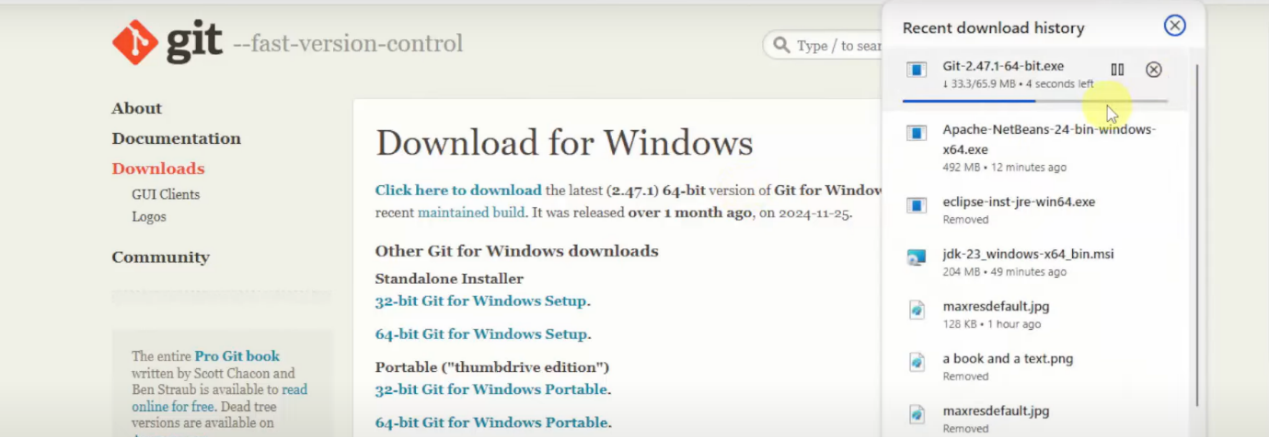 git --fast-version-control
Type / to sear
About
Documentation
Downloads
GUI Clients
Logos
Community
The entire Pro Git book
written by Scott Chacon and
Ben Straub is available to read
online for free. Dead tree
versions are available on
Download for Windows
Click here to download the latest (2.47.1) 64-bit version of Git for Window
recent maintained build. It was released over 1 month ago, on 2024-11-25.
Other Git for Windows downloads
Standalone Installer
32-bit Git for Windows Setup.
64-bit Git for Windows Setup.
Portable ("thumbdrive edition")
32-bit Git for Windows Portable.
64-bit Git for Windows Portable.
Recent download history
Git-2.47.1-64-bit.exe
↓ 33.3/65.9 MB • 4 seconds left
Apache-NetBeans-24-bin-windows-
x64.exe
492 MB • 12 minutes ago
eclipse-inst-jre-win64.exe
Removed
jdk-23_windows-x64_bin.msi
204 MB • 49 minutes ago
maxresdefault.jpg
128 KB • 1 hour ago
a book and a text.png
Removed
maxresdefault.jpg
Removed